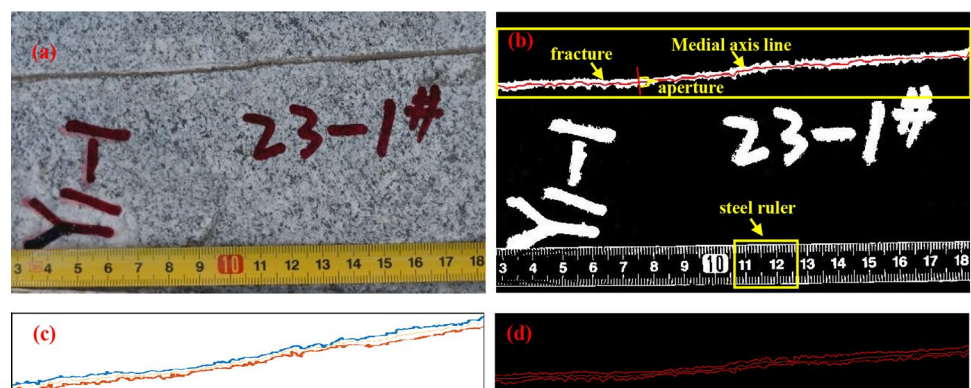 (a)
23-1#
3 4 5 6 7 8 9 10 11 12 13 14 15 16 17 18
(b)
fracture
Medial axis line
aperture
23-1#
steel ruler
3 4 5 6 7 8 9 10 11 12 13 14 15 16 17 18
(c)
(d)